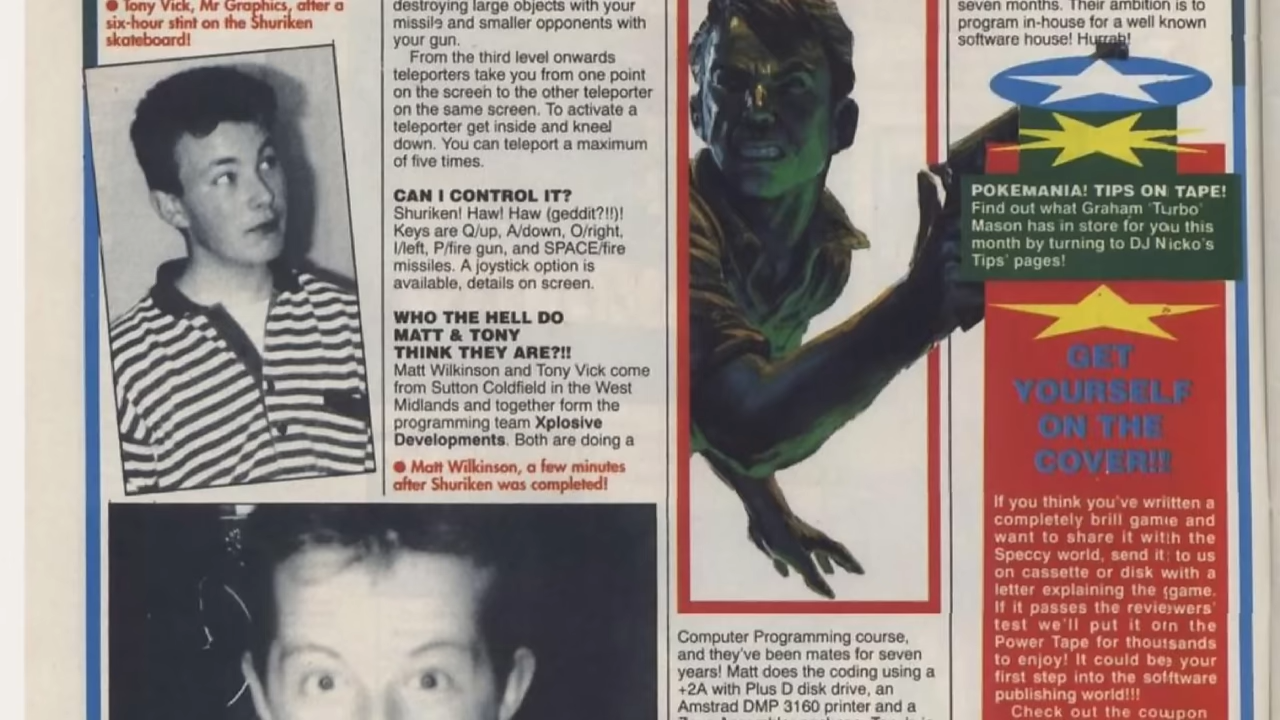 ● Tony Vick, Mr Graphics, after a
six-hour stint on the Shuriken
skateboard!
destroying large objects with your
missile and smaller opponents with
your gun.
From the third level onwards
teleporters take you from one point
on the screen to the other teleporter
on the same screen. To activate a
teleporter get inside and kneel
down. You can teleport a maximum
of five times.
CAN I CONTROL IT?
Shuriken! Haw! Haw (geddit?!!)!
Keys are Q/up, A/down, O/right,
I/left, P/fire gun, and SPACE/fire
missiles. A joystick option is
available, details on screen.
WHO THE HELL DO
MATT & TONY
THINK THEY ARE?!!
Matt Wilkinson and Tony Vick come
from Sutton Coldfield in the West
Midlands and together form the
programming team Xplosive
Developments. Both are doing a
● Matt Wilkinson, a few minutes
after Shuriken was completed!
Computer Programming course,
and they've been mates for seven
years! Matt does the coding using a
+2A with Plus D disk drive, an
Amstrad DMP 3160 printer and a
seven months. Their ambition is to
program in-house for a well known
software house! Hurrah!
POKEMANIA! TIPS ON TAPE!
Find out what Graham 'Turbo'
Mason has in store for you this
month by turning to DJ Nicko's
Tips' pages!
GET
YOURSELF
ON THE
COVER!!!
If you think you've written a
completely brill game and
want to share it with the
Speccy world, send it to us
on cassette or disk with a
letter explaining the game.
If it passes the reviewers'
test we'll put it on the
Power Tape for thousands
to enjoy! It could be your
first step into the software
publishing world!!!
Check out the coupon